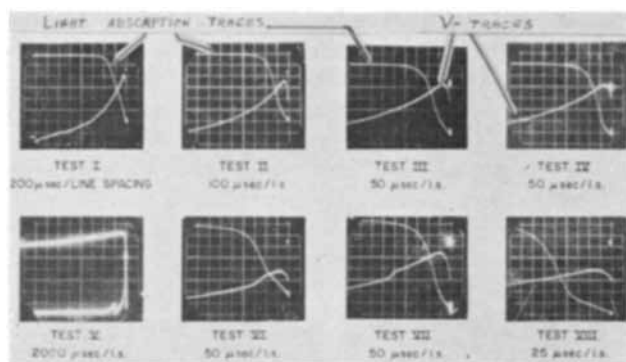 LIGHT ABSORPTION TRACES V- TRACES
TEST I TEST II TEST III TEST IV
200 μsec/LINE SPACING 100 μsec/l.s. 50 μsec/l.s. 50 μsec/l.s.
TEST V TEST VI TEST VII TEST VIII
2000 μsec/l.s. 50 μsec/l.s. 50 μsec/l.s. 25 μsec/l.s.